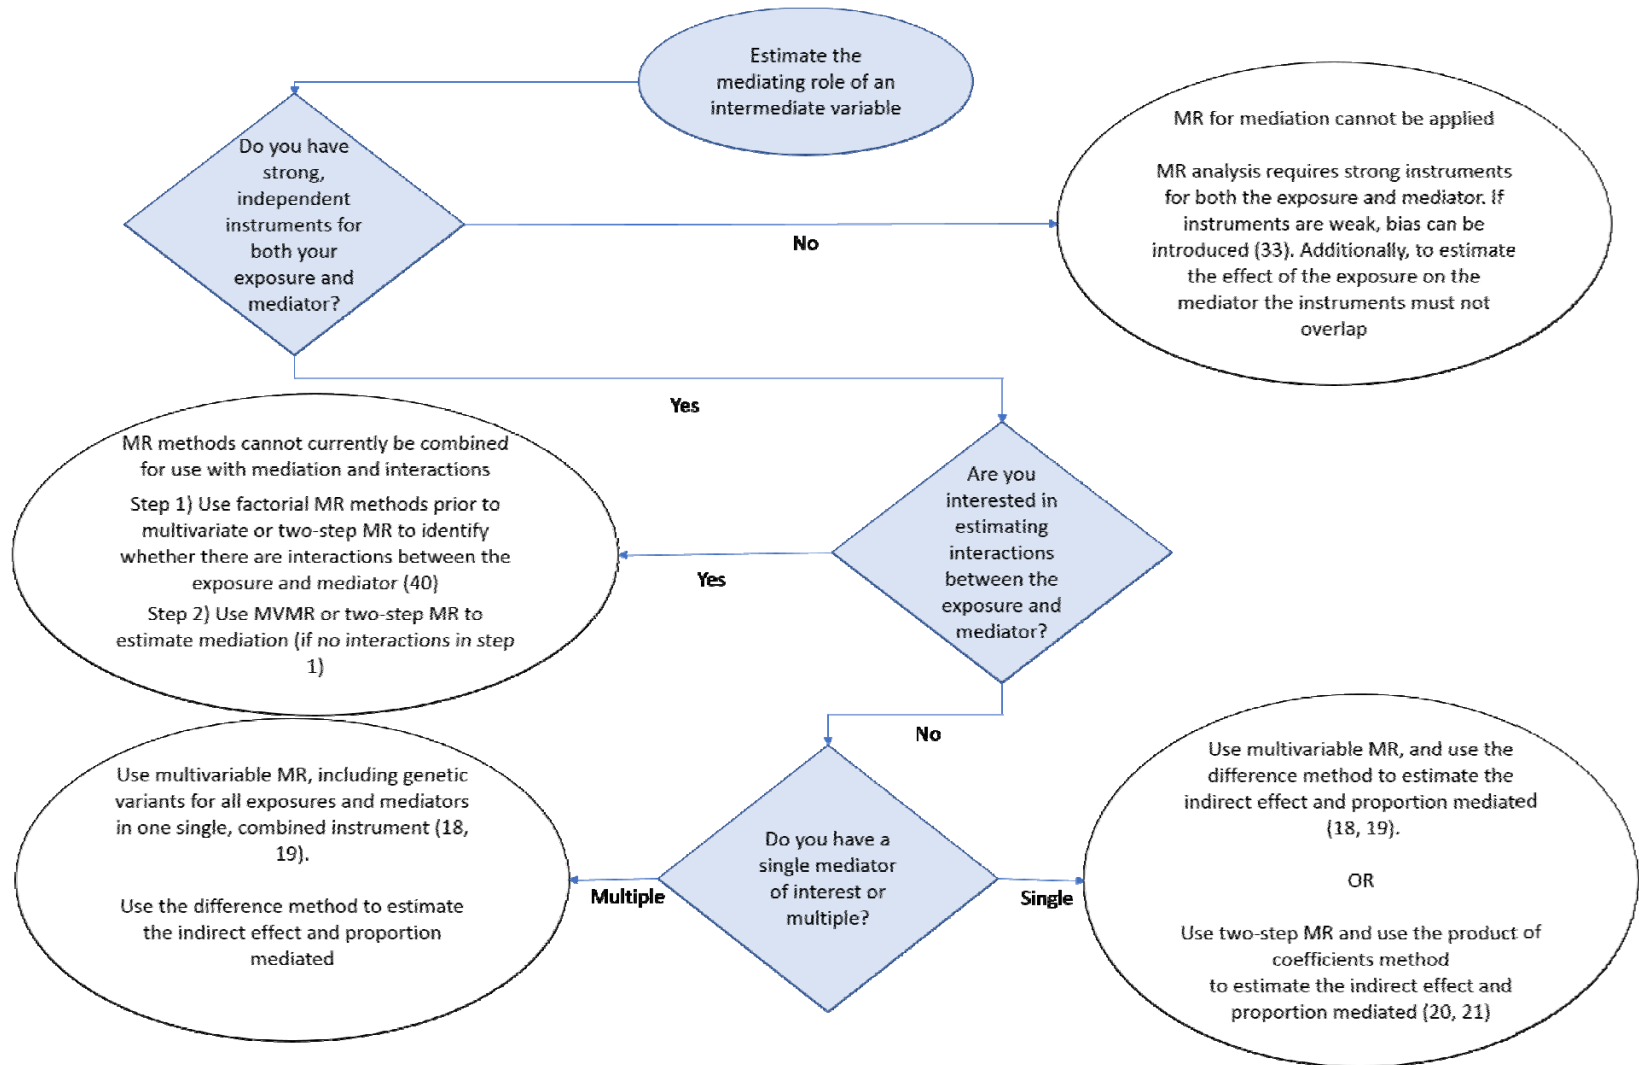 Estimate the
mediating role of an
intermediate variable
Do you have
strong,
independent
instruments for
both your
exposure and
mediator?
No
MR for mediation cannot be applied
MR analysis requires strong instruments
for both the exposure and mediator. If
instruments are weak, bias can be
introduced (33). Additionally, to estimate
the effect of the exposure on the
mediator the instruments must not
overlap
Yes
Are you
interested in
estimating
interactions
between the
exposure and
mediator?
Yes
MR methods cannot currently be combined
for use with mediation and interactions
Step 1) Use factorial MR methods prior to
multivariate or two-step MR to identify
whether there are interactions between the
exposure and mediator (40)
Step 2) Use MVMR or two-step MR to
estimate mediation (if no interactions in step
1)
No
Do you have a
single mediator
of interest or
multiple?
Multiple
Use multivariable MR, including genetic
variants for all exposures and mediators
in one single, combined instrument (18,
19).
Use the difference method to estimate
the indirect effect and proportion
mediated
Single
Use multivariable MR, and use the
difference method to estimate the
indirect effect and proportion mediated
(18, 19).
OR
Use two-step MR and use the product of
coefficients method
to estimate the indirect effect and
proportion mediated (20, 21)